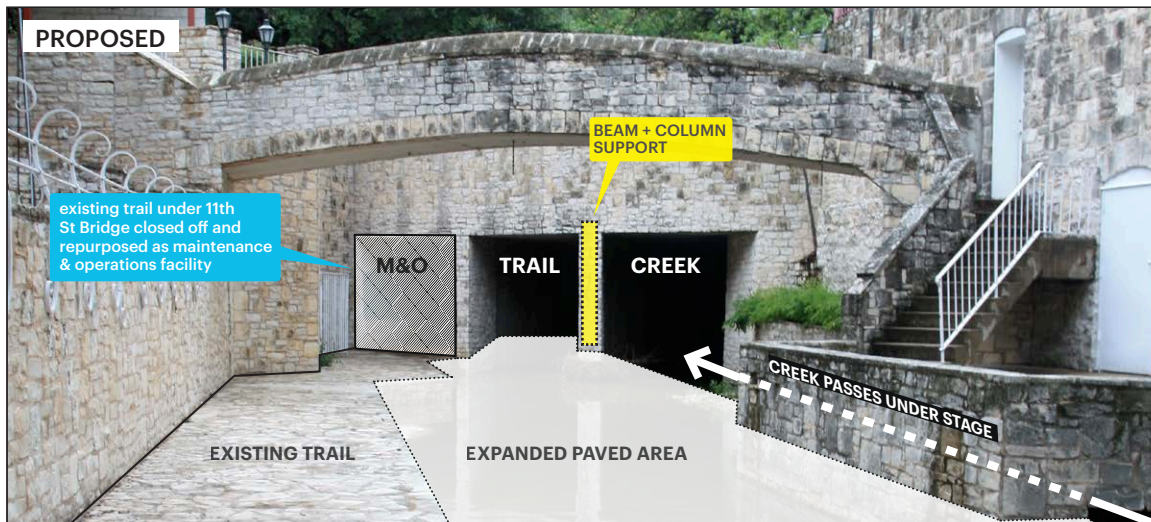 PROPOSED
BEAM + COLUMN
SUPPORT
existing trail under 11th
St Bridge closed off and
repurposed as maintenance
& operations facility
M&O
TRAIL
CREEK
CREEK PASSES UNDER STAGE
EXISTING TRAIL
EXPANDED PAVED AREA